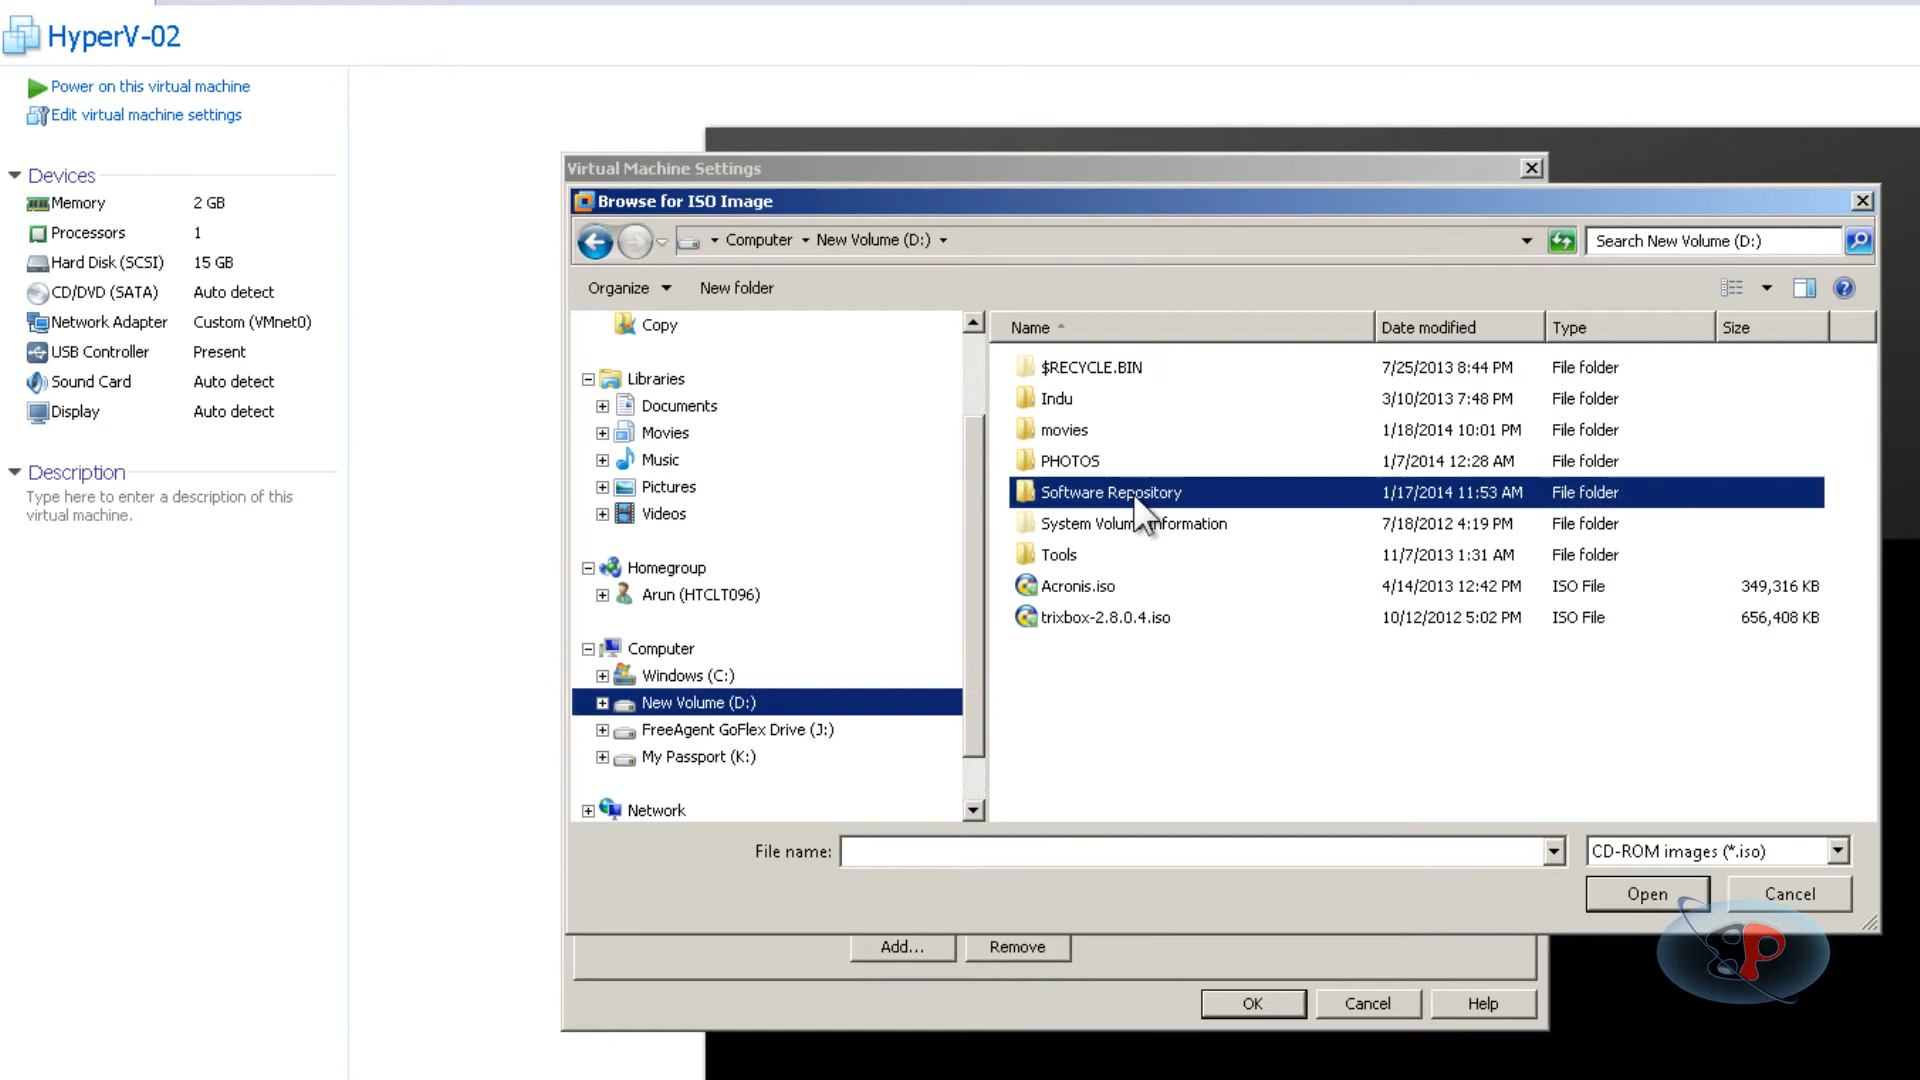 HyperV-02
Power on this virtual machine
Edit virtual machine settings
Devices
Memory 2 GB
Processors 1
Hard Disk (SCSI) 15 GB
CD/DVD (SATA) Auto detect
Network Adapter Custom (VMnet0)
USB Controller Present
Sound Card Auto detect
Display Auto detect
Description
Type here to enter a description of this
virtual machine.
Virtual Machine Settings
Browse for ISO Image
Computer New Volume (D:)
Search New Volume (D:)
Organize New folder
Copy
Libraries
Documents
Movies
Music
Pictures
Videos
Homegroup
Arun (HTCLT096)
Computer
Windows (C:)
New Volume (D:)
FreeAgent GoFlex Drive (J:)
My Passport (K:)
Network
Name Date modified Type Size
$RECYCLE.BIN 7/25/2013 8:44 PM File folder
Indu 3/10/2013 7:48 PM File folder
movies 1/18/2014 10:01 PM File folder
PHOTOS 1/7/2014 12:28 AM File folder
Software Repository 1/17/2014 11:53 AM File folder
System Volume Information 7/18/2012 4:19 PM File folder
Tools 11/7/2013 1:31 AM File folder
Acronis.iso 4/14/2013 12:42 PM ISO File 349,316 KB
trixbox-2.8.0.4.iso 10/12/2012 5:02 PM ISO File 656,408 KB
File name:
CD-ROM images (*.iso)
Open Cancel
Add... Remove
OK Cancel Help